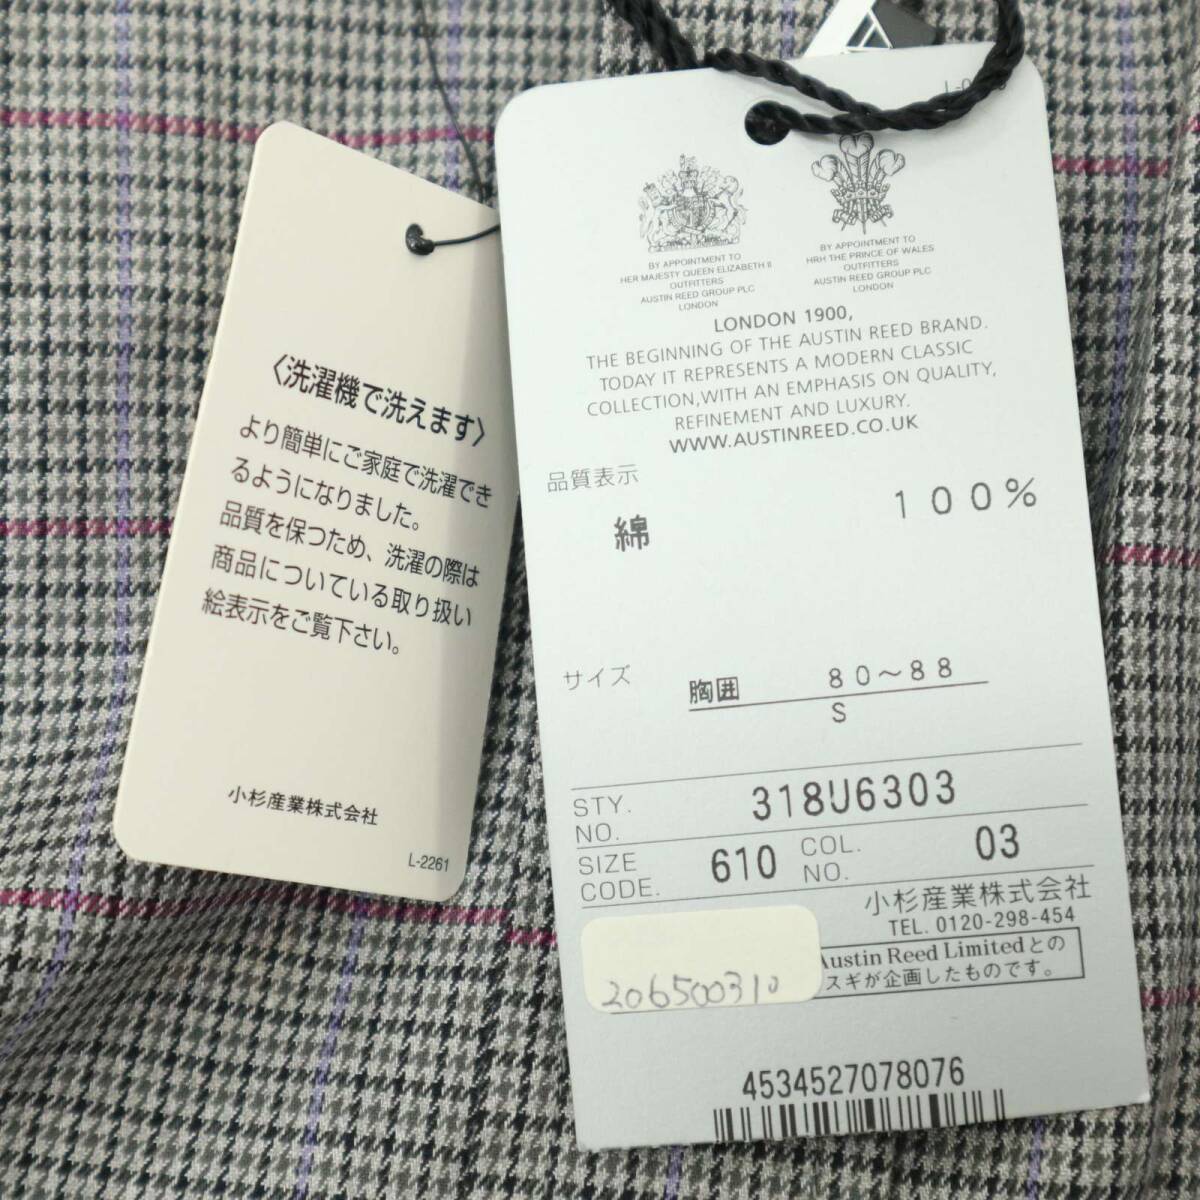 〈洗濯機で洗えます〉
より簡単にご家庭で洗濯でき
るようになりました。
品質を保つため、洗濯の際は
商品についている取り扱い
絵表示をご覧下さい。
小杉産業株式会社
L-2261
BY APPOINTMENT TO
HER MAJESTY QUEEN ELIZABETH II
OUTFITTERS
AUSTIN REED GROUP PLC
LONDON
BY APPOINTMENT TO
HRH THE PRINCE OF WALES
OUTFITTERS
AUSTIN REED GROUP PLC
LONDON
LONDON 1900,
THE BEGINNING OF THE AUSTIN REED BRAND.
TODAY IT REPRESENTS A MODERN CLASSIC
COLLECTION,WITH AN EMPHASIS ON QUALITY,
REFINEMENT AND LUXURY.
WWW.AUSTINREED.CO.UK
品質表示
綿 100%
サイズ 胸囲 80～88
S
STY. NO. 318U6303
SIZE CODE. 610 COL. NO. 03
小杉産業株式会社
TEL. 0120-298-454
Austin Reed Limitedとの
スギが企画したものです。
206500310
4534527078076